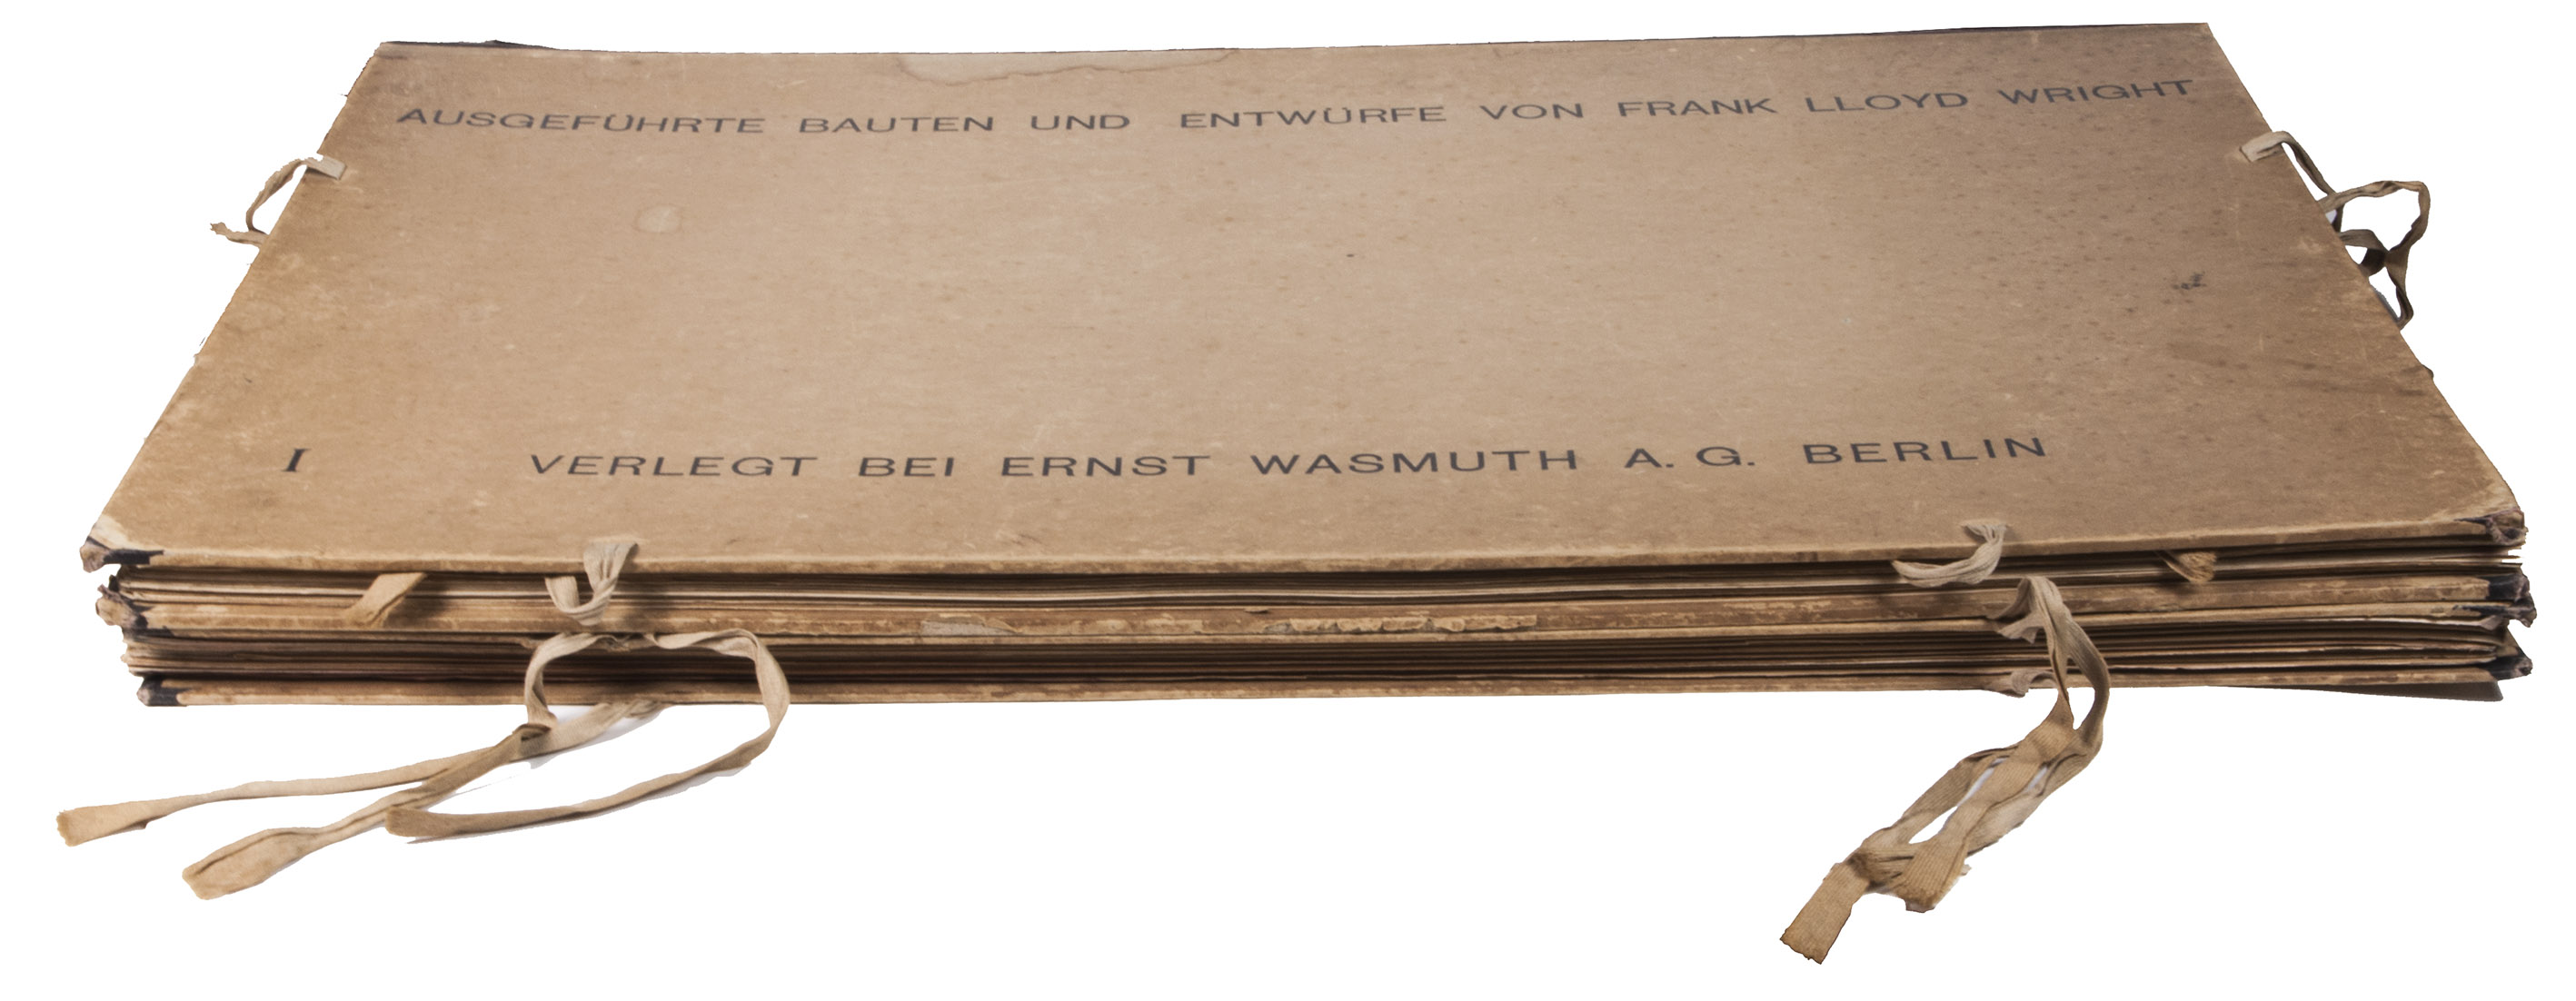 AUSGEFÜHRTE BAUTEN UND ENTWÜRFE VON FRANK LLOYD WRIGHT
I VERLEGT BEI ERNST WASMUTH A. G. BERLIN